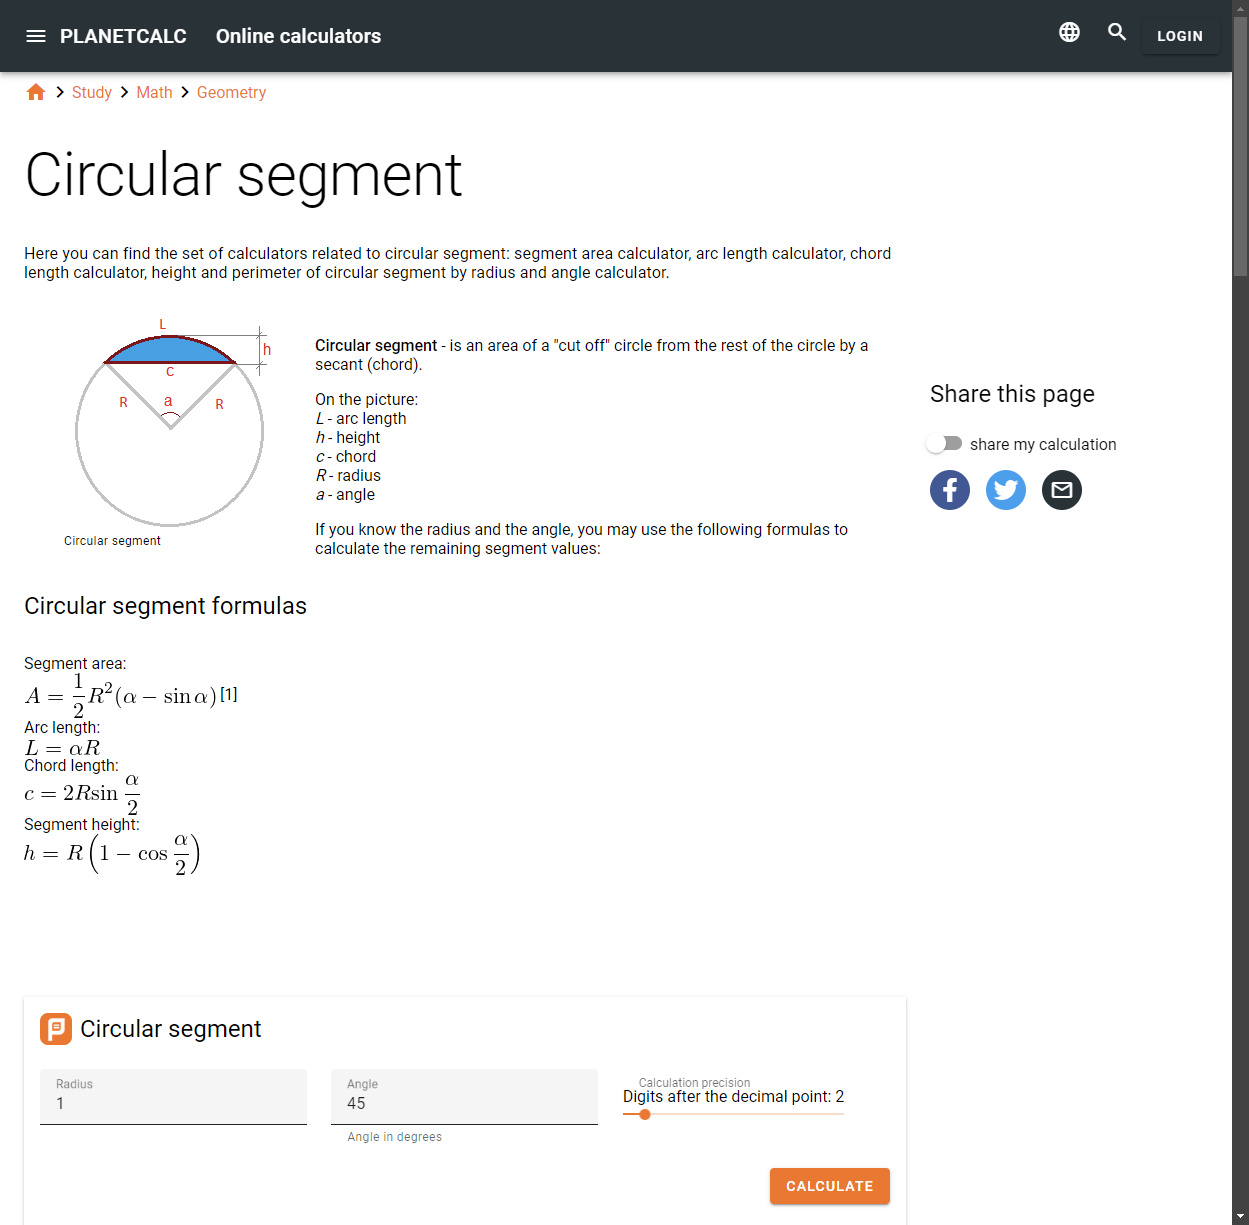 PLANETCALC Online calculators LOGIN
Study Math Geometry
Circular segment
Here you can find the set of calculators related to circular segment: segment area calculator, arc length calculator, chord
length calculator, height and perimeter of circular segment by radius and angle calculator.
L
h
c
R a R
Circular segment
Circular segment - is an area of a "cut off" circle from the rest of the circle by a
secant (chord).
On the picture:
L - arc length
h - height
c - chord
R - radius
a - angle
If you know the radius and the angle, you may use the following formulas to
calculate the remaining segment values:
Share this page
share my calculation
Circular segment formulas
Segment area:
A = \frac{1}{2}R^2(α − sin α) [1]
Arc length:
L = αR
Chord length:
c = 2R sin \frac{α}{2}
Segment height:
h = R(1 − cos \frac{α}{2})
Circular segment
Radius
1
Angle
45
Angle in degrees
Calculation precision
Digits after the decimal point: 2
CALCULATE